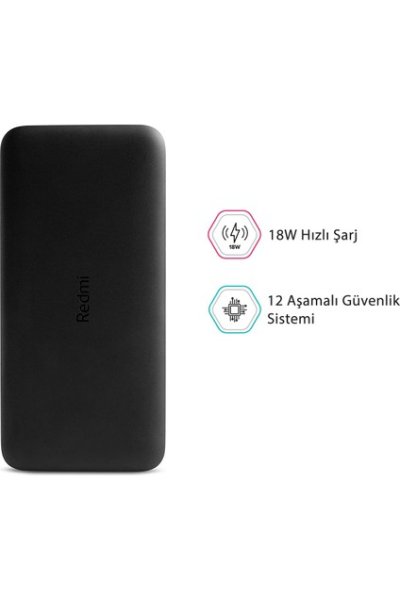 Redmi
18W
18W Hızlı Şarj
12 Aşamalı Güvenlik
Sistemi